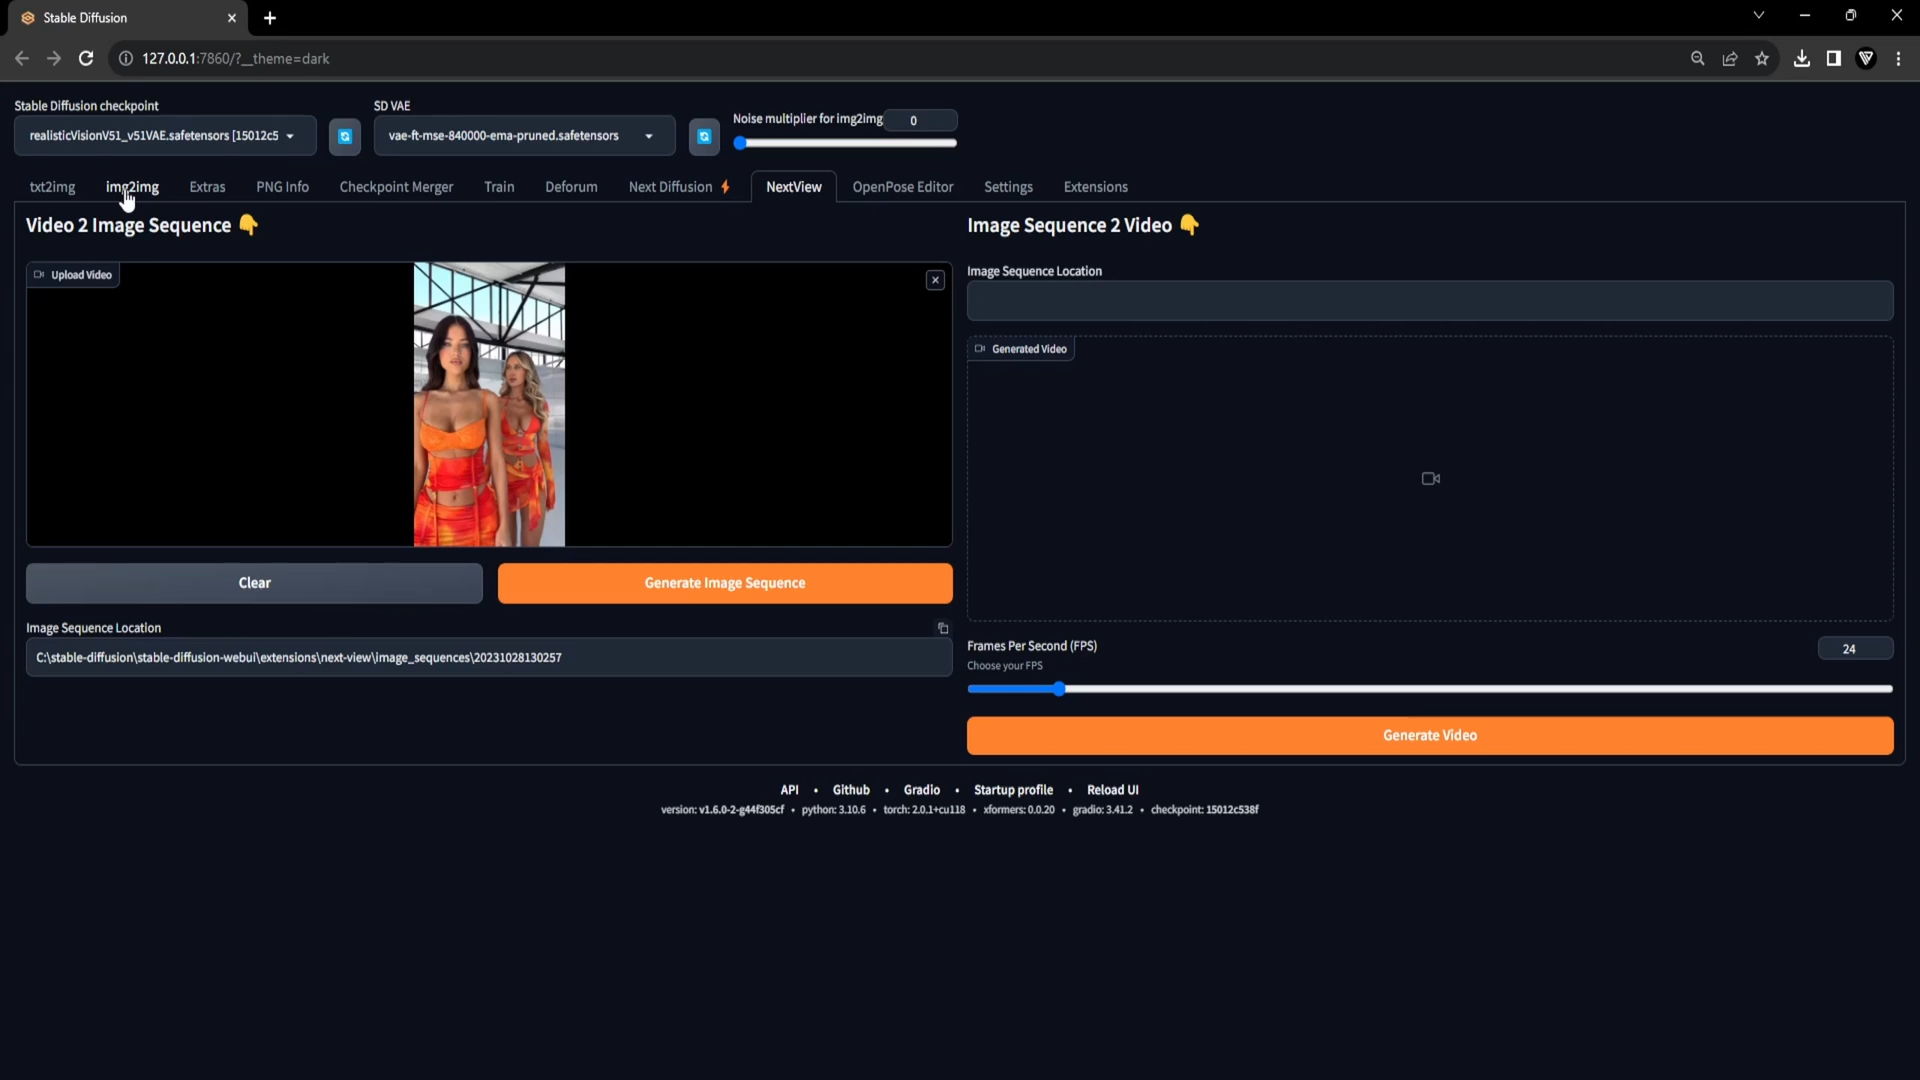 Stable Diffusion
127.0.0.1:7860/?__theme=dark
Stable Diffusion checkpoint
SD VAE
realisticVisionV51_v51VAE.safetensors [15012c5
vae-ft-mse-840000-ema-pruned.safetensors
Noise multiplier for img2img
0
txt2img
img2img
Extras
PNG Info
Checkpoint Merger
Train
Deforum
Next Diffusion ⚡
NextView
OpenPose Editor
Settings
Extensions
Video 2 Image Sequence 👇
Upload Video
Clear
Generate Image Sequence
Image Sequence Location
C:\stable-diffusion\stable-diffusion-webui\extensions\next-view\image_sequences\20231028130257
Image Sequence 2 Video 👇
Image Sequence Location
Generated Video
Frames Per Second (FPS)
24
Choose your FPS
Generate Video
API • Github • Gradio • Startup profile • Reload UI
version: v1.6.0-2-g44f305cf • python: 3.10.6 • torch: 2.0.1+cu118 • xformers: 0.0.20 • gradio: 3.41.2 • checkpoint: 15012c538f